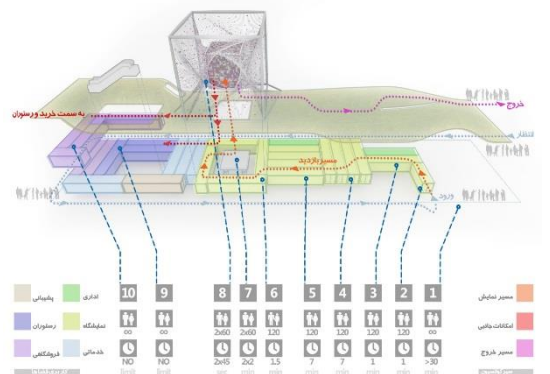 خروج
به سمت خرید و رستوران
انتظار
مسیر بازدید
ورود
10 9 8 7 6 5 4 3 2 1
∞ ∞ 2x60 2x60 120 120 120 120 120 ∞
NO NO 2x45 2x2 1.5 7 7 1 1 >30
limit limit min min min min min min min
پشتیبانی اداری مسیر نمایش
رستوران نمایشگاه امکانات جانبی
فروشگاهی خدماتی مسیر خروج